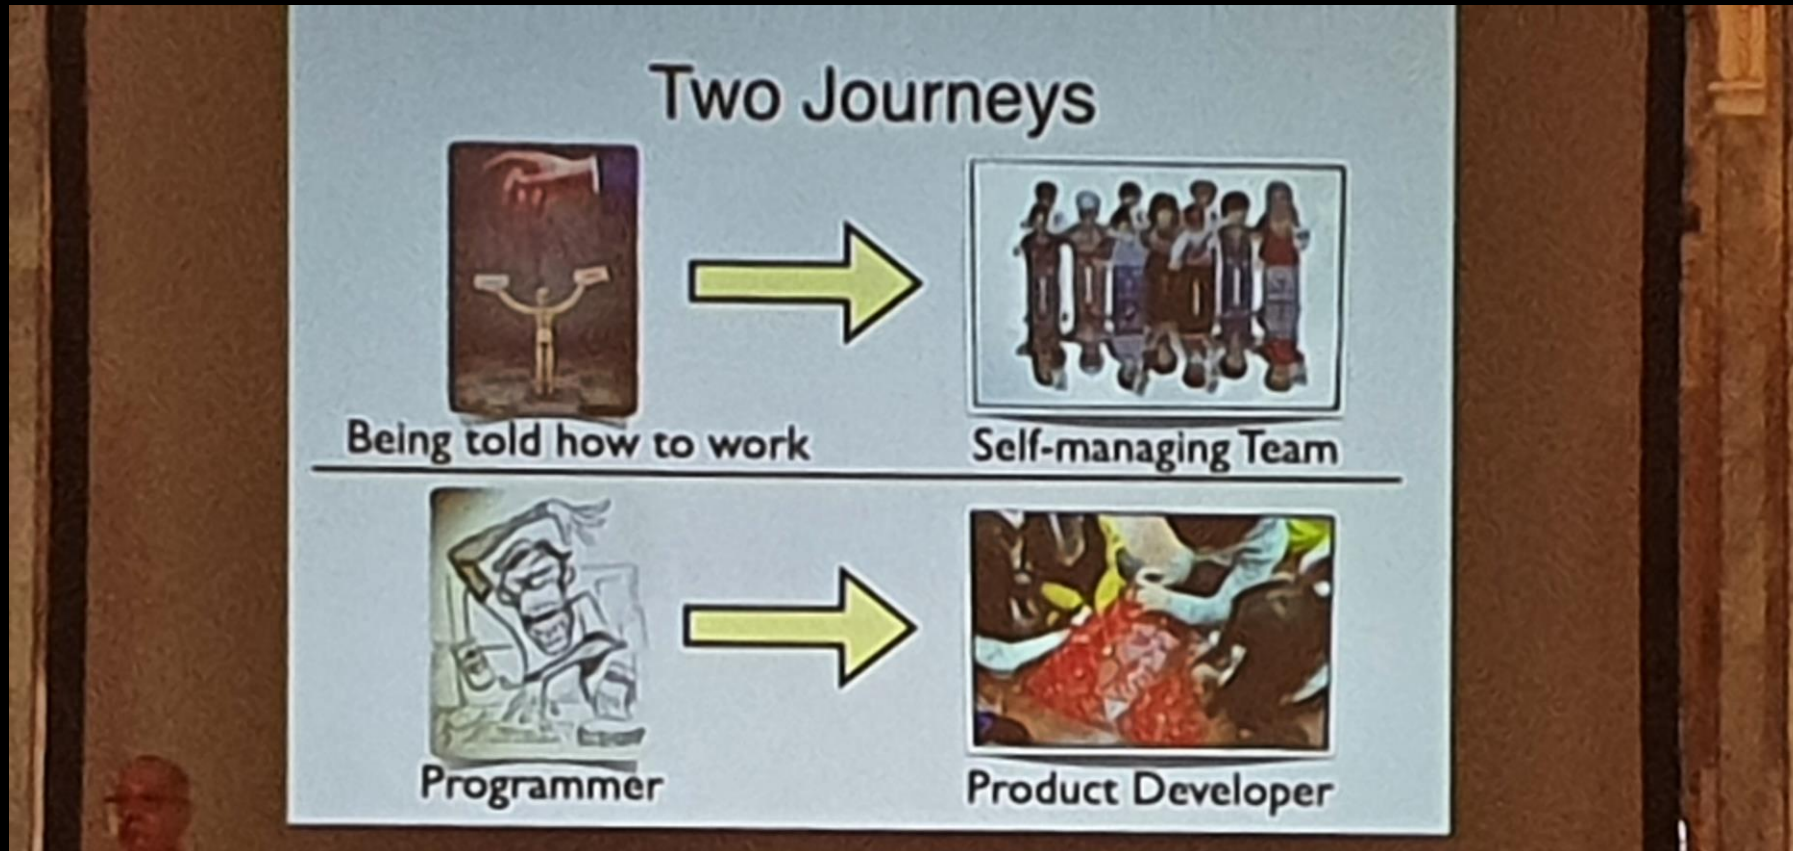 Two Journeys
Being told how to work
Self-managing Team
Programmer
Product Developer